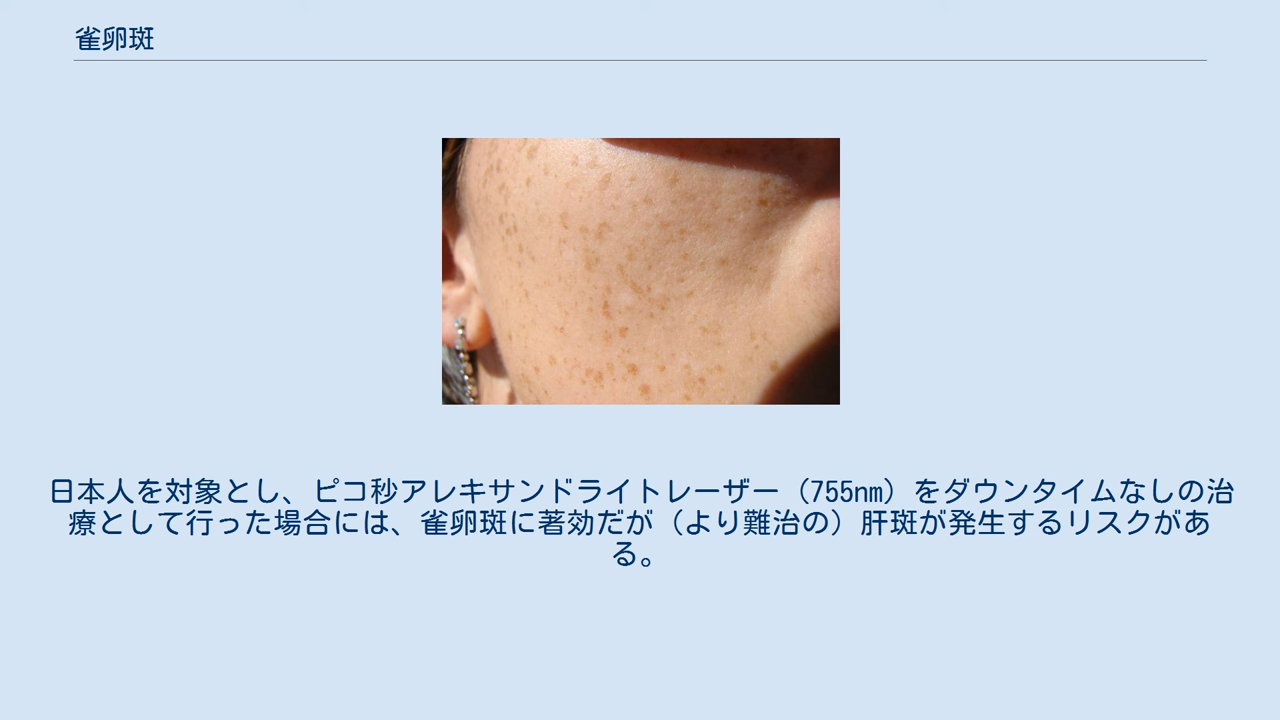 雀卵斑
日本人を対象とし、ピコ秒アレキサンドライトレーザー（755nm）をダウンタイムなしの治
療として行った場合には、雀卵斑に著効だが（より難治の）肝斑が発生するリスクがあ
る。